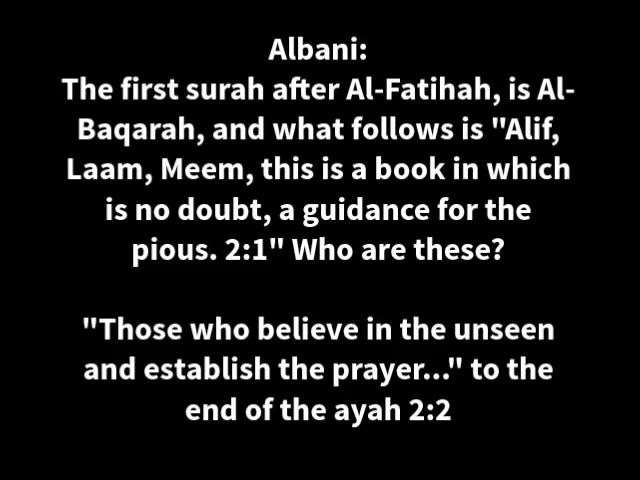 Albani:
The first surah after Al-Fatihah, is Al-
Baqarah, and what follows is "Alif,
Laam, Meem, this is a book in which
is no doubt, a guidance for the
pious. 2:1" Who are these?
"Those who believe in the unseen
and establish the prayer..." to the
end of the ayah 2:2